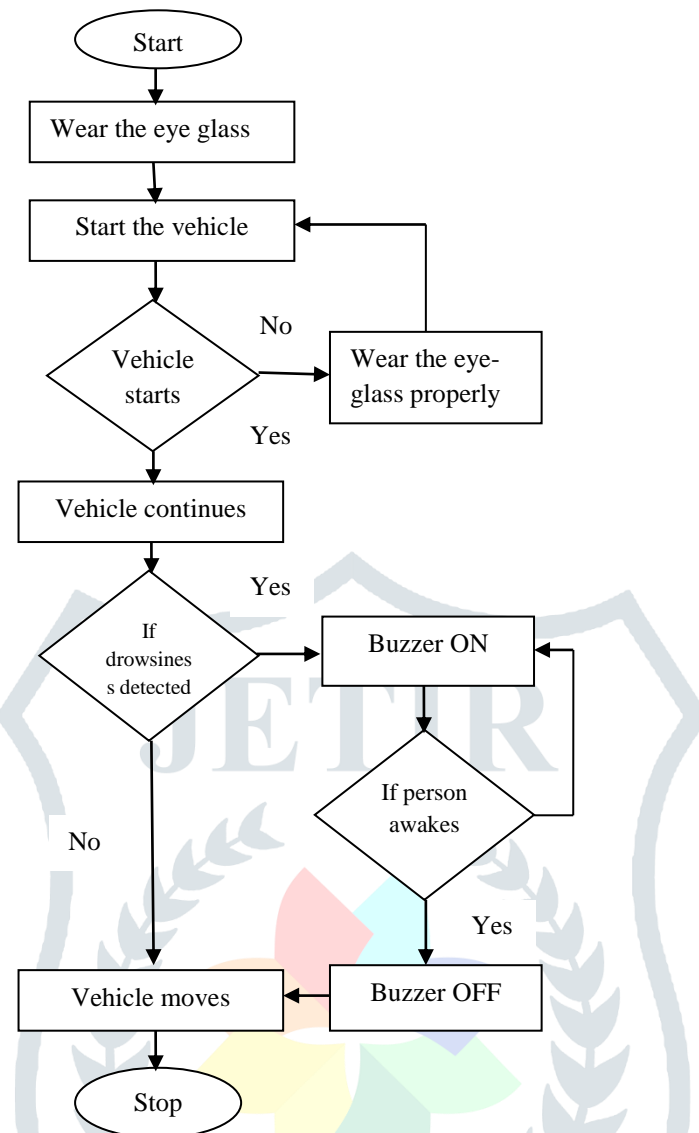 Start
Wear the eye glass
Start the vehicle
No
Vehicle
starts
Wear the eye-
glass properly
Yes
Vehicle continues
Yes
If
drowsines
s detected
Buzzer ON
JETIR
If person
awakes
No
Yes
Vehicle moves
Buzzer OFF
Stop